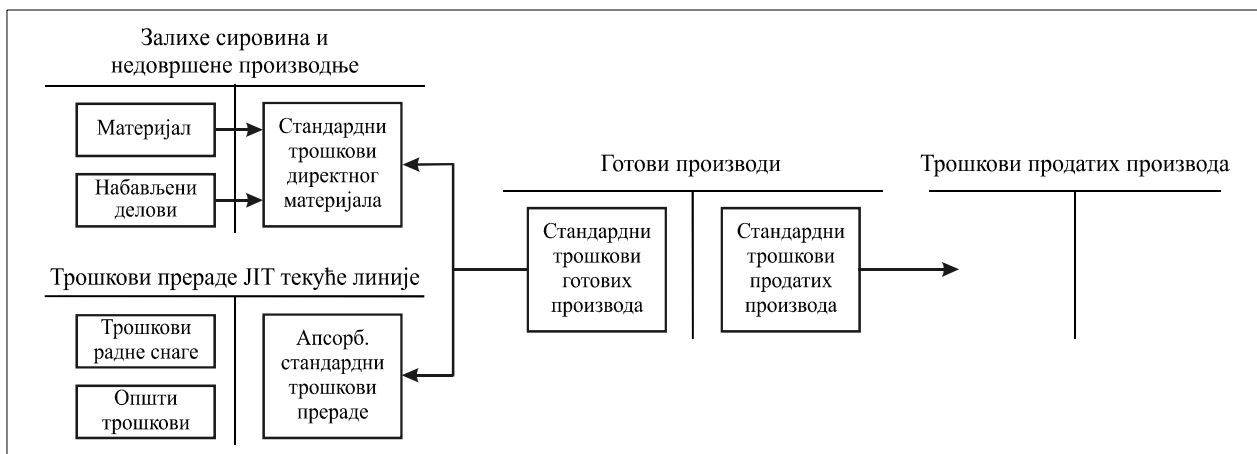 Залихе сировина и
недовршене производње
Материјал
Набављени
делови
Стандардни
трошкови
директног
материјала
Трошкови прераде ЈІТ текуће линије
Трошкови
радне снаге
Општи
трошкови
Апсорб.
стандардни
трошкови
прераде
Готови производи
Стандардни
трошкови
готових
производа
Стандардни
трошкови
продатих
производа
Трошкови продатих производа